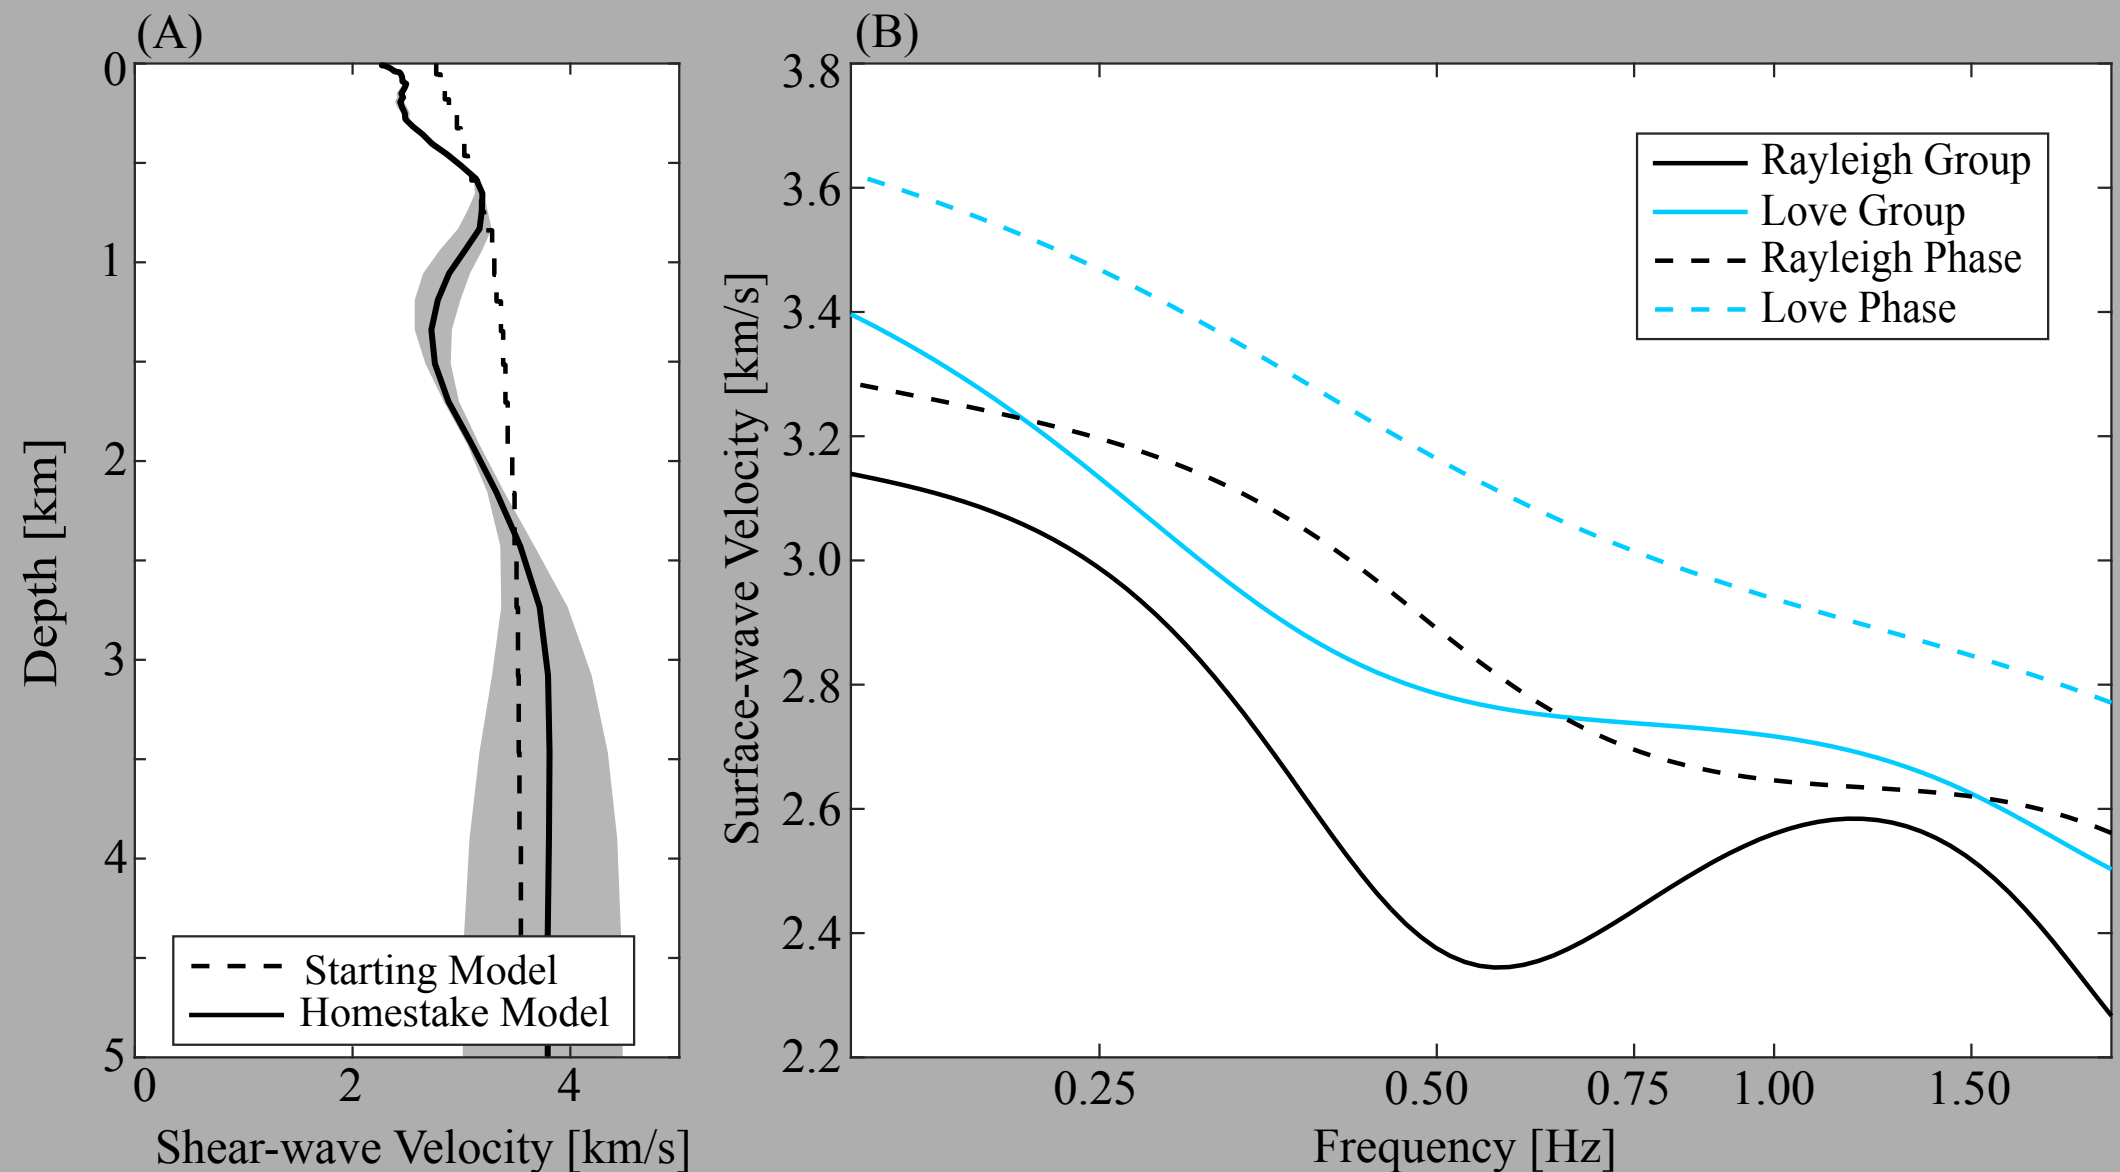 (A)
0
1
2
3
4
5
Depth [km]
Starting Model
Homestake Model
0 2 4
Shear-wave Velocity [km/s]
(B)
3.8
3.6
3.4
3.2
3.0
2.8
2.6
2.4
2.2
Surface-wave Velocity [km/s]
Rayleigh Group
Love Group
Rayleigh Phase
Love Phase
0.25 0.50 0.75 1.00 1.50
Frequency [Hz]